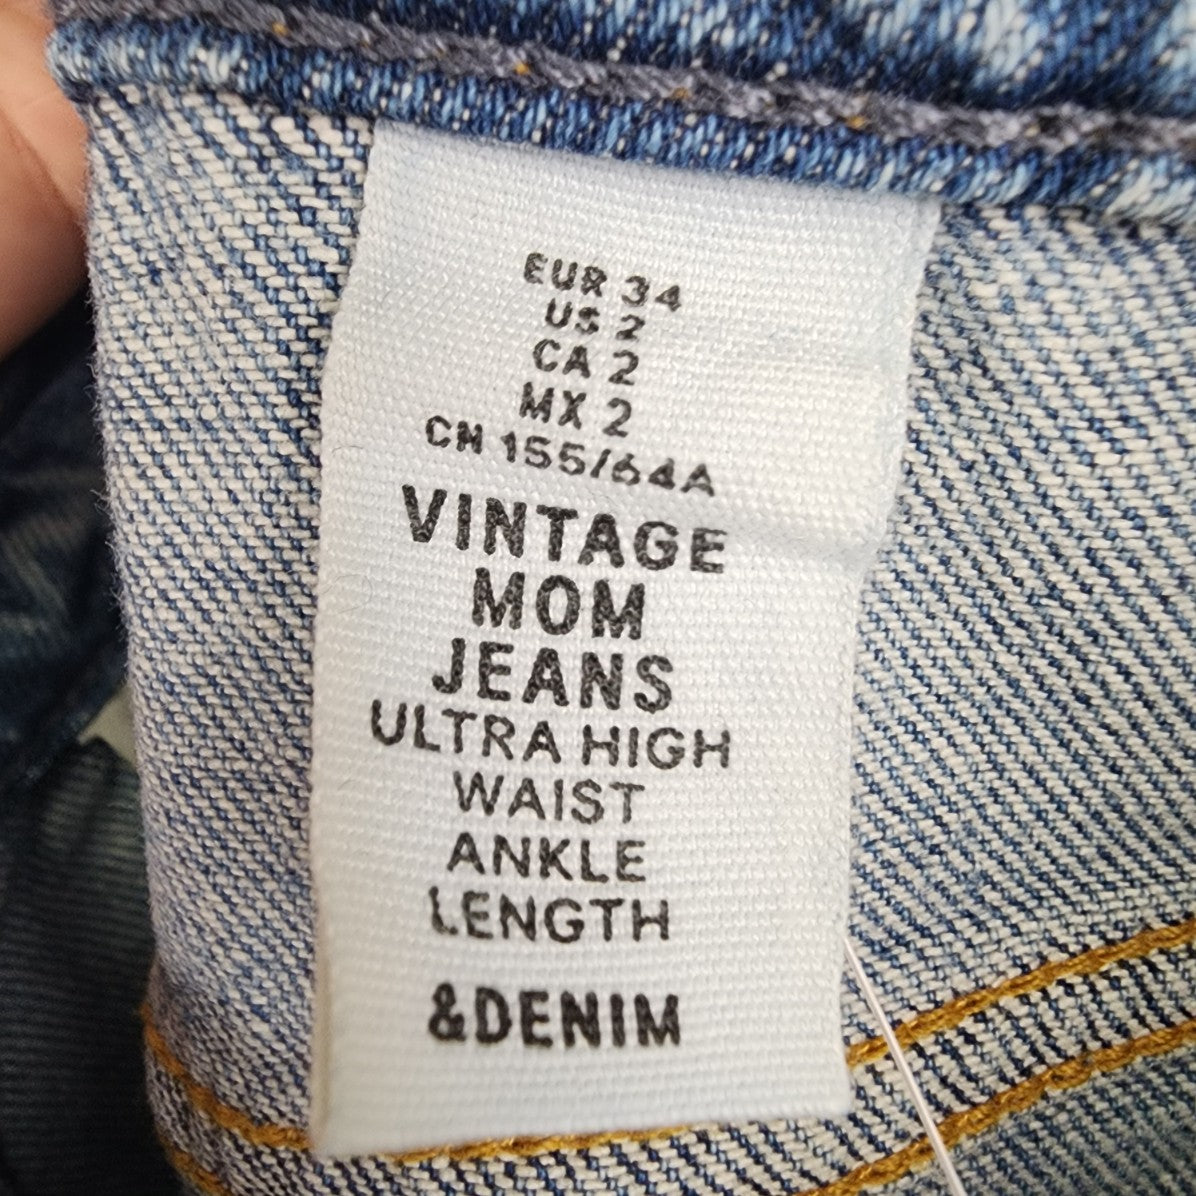 EUR 34
US 2
CA 2
MX 2
CN 155/64A
VINTAGE
MOM
JEANS
ULTRA HIGH
WAIST
ANKLE
LENGTH
&DENIM